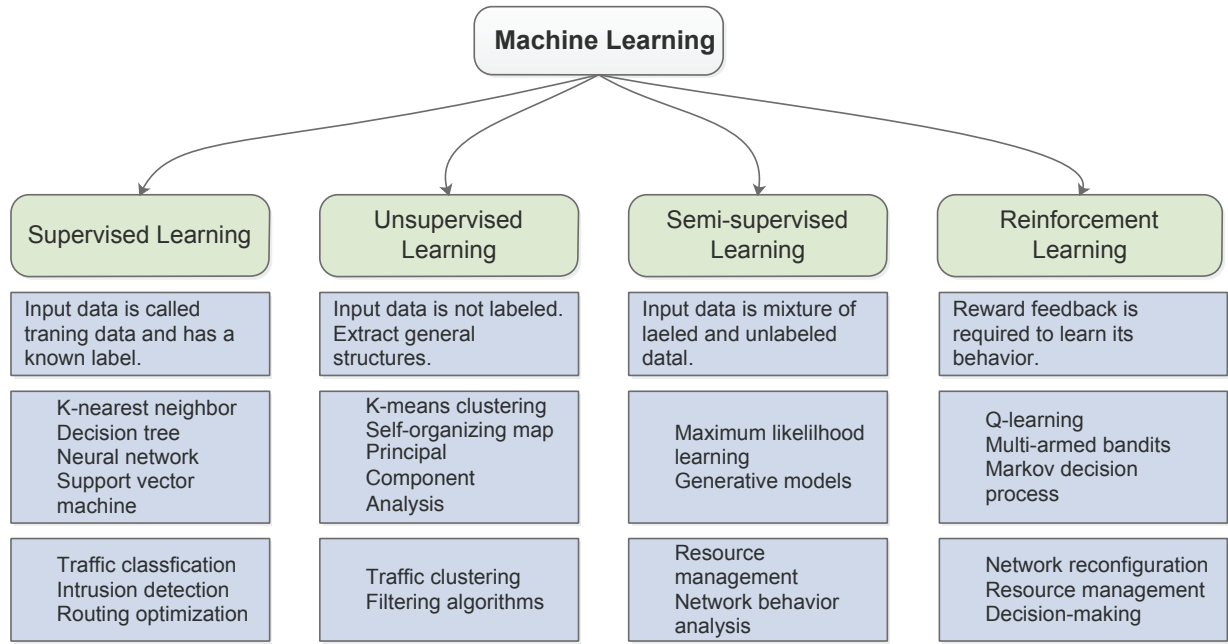 Machine Learning
Supervised Learning
Unsupervised
Learning
Semi-supervised
Learning
Reinforcement
Learning
Input data is called
traning data and has a
known label.
Input data is not labeled.
Extract general
structures.
Input data is mixture of
laeled and unlabeled
datal.
Reward feedback is
required to learn its
behavior.
K-nearest neighbor
Decision tree
Neural network
Support vector
machine
K-means clustering
Self-organizing map
Principal
Component
Analysis
Maximum likelilhood
learning
Generative models
Q-learning
Multi-armed bandits
Markov decision
process
Traffic classfication
Intrusion detection
Routing optimization
Traffic clustering
Filtering algorithms
Resource
management
Network behavior
analysis
Network reconfiguration
Resource management
Decision-making